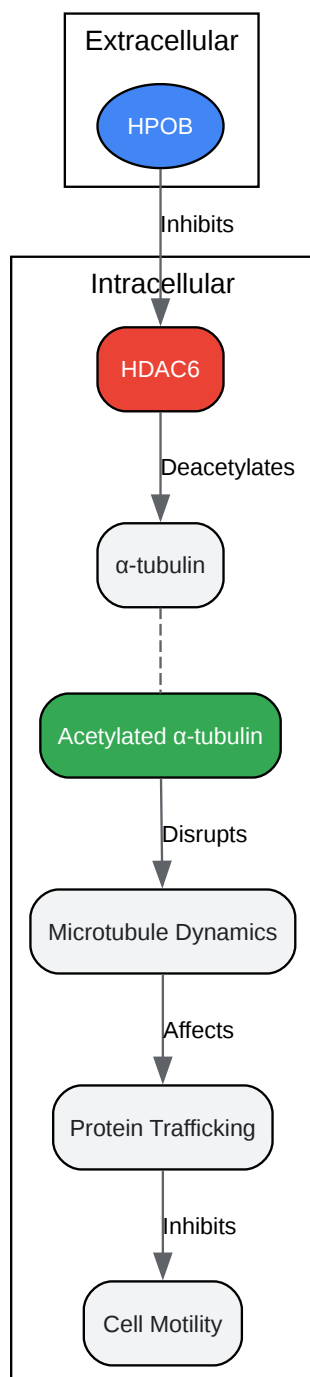 Extracellular
HPOB
Inhibits
Intracellular
HDAC6
Deacetylates
α-tubulin
Acetylated α-tubulin
Disrupts
Microtubule Dynamics
Affects
Protein Trafficking
Inhibits
Cell Motility